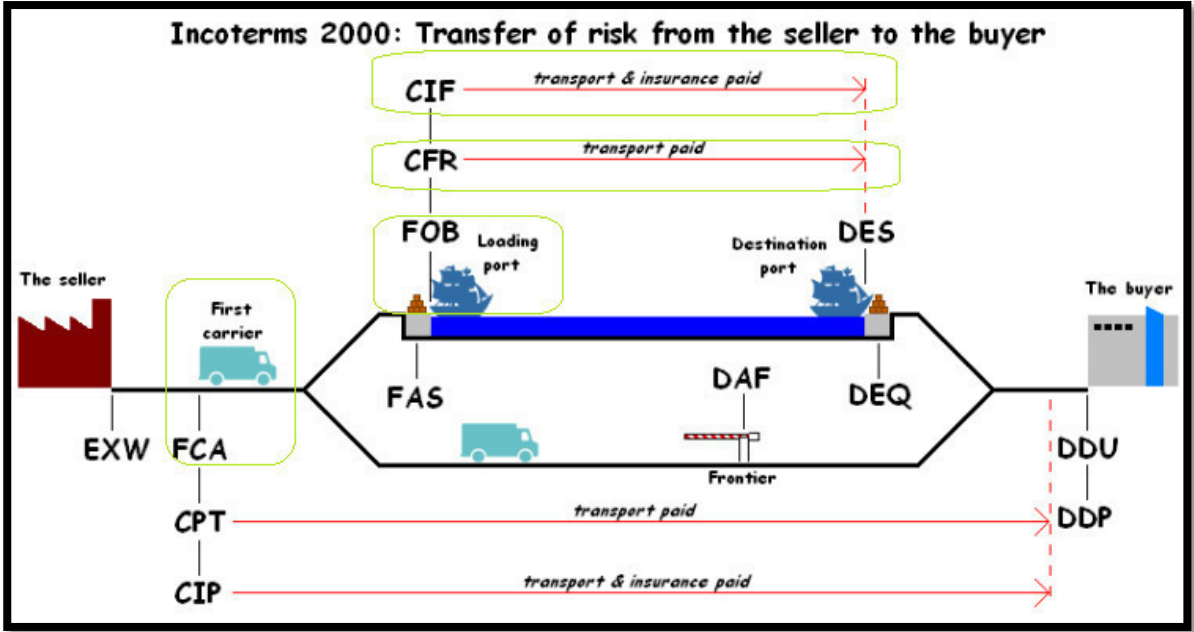 Incoterms 2000: Transfer of risk from the seller to the buyer
CIF transport & insurance paid
CFR transport paid
FOB Loading port
Destination port DES
The seller
First carrier
The buyer
FAS
DAF
DEQ
EXW FCA
Frontier
DDU
CPT transport paid DDP
CIP transport & insurance paid